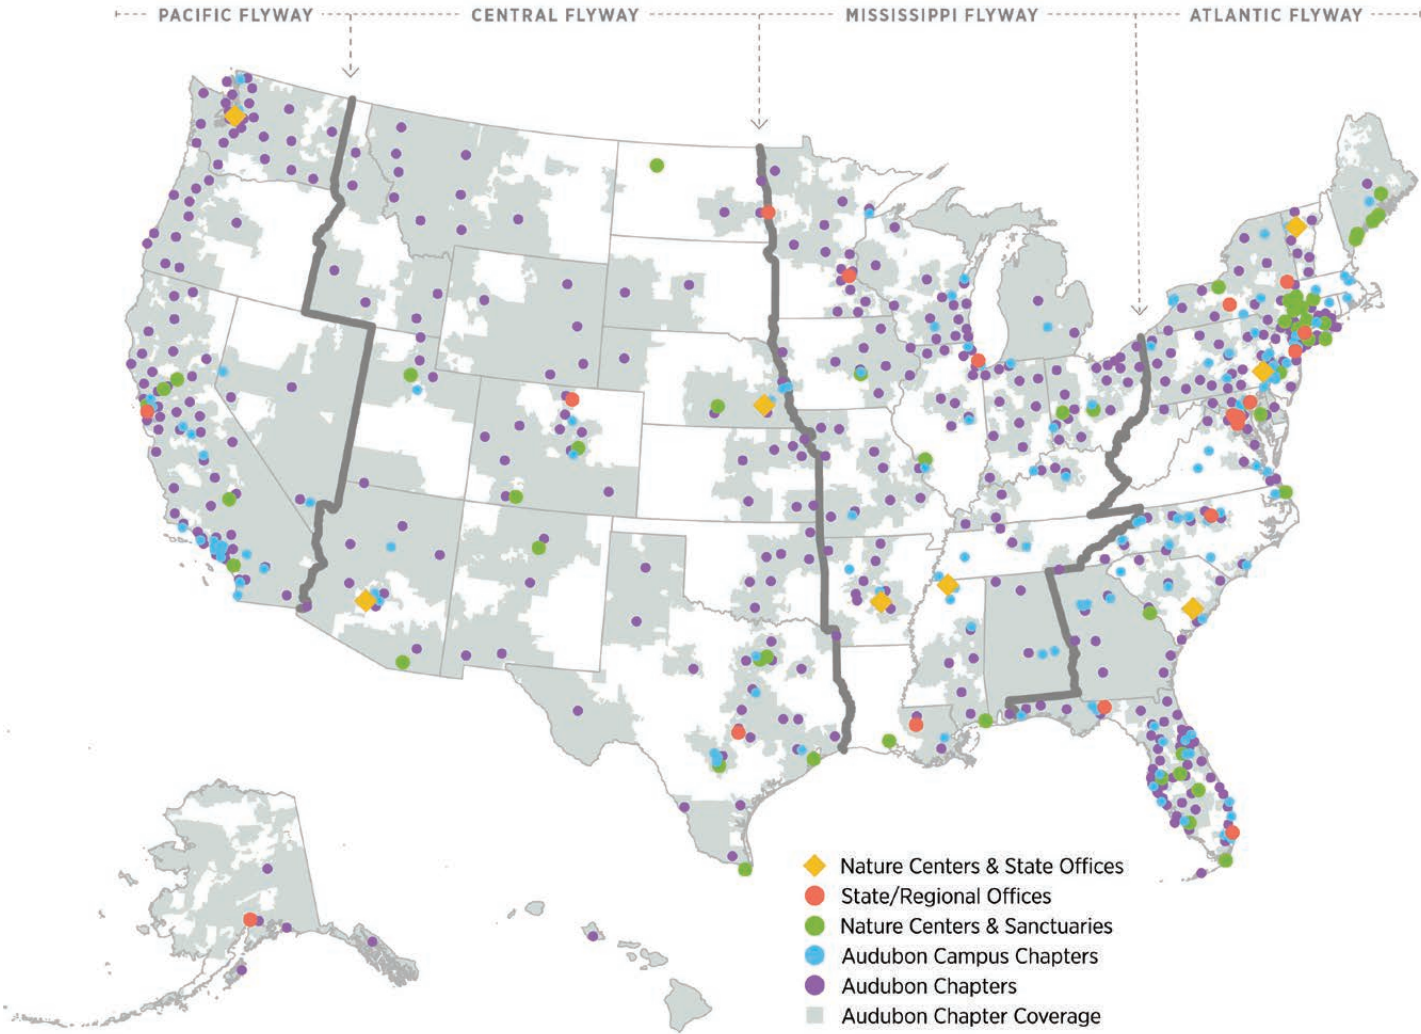 PACIFIC FLYWAY
CENTRAL FLYWAY
MISSISSIPPI FLYWAY
ATLANTIC FLYWAY
Nature Centers & State Offices
State/Regional Offices
Nature Centers & Sanctuaries
Audubon Campus Chapters
Audubon Chapters
Audubon Chapter Coverage